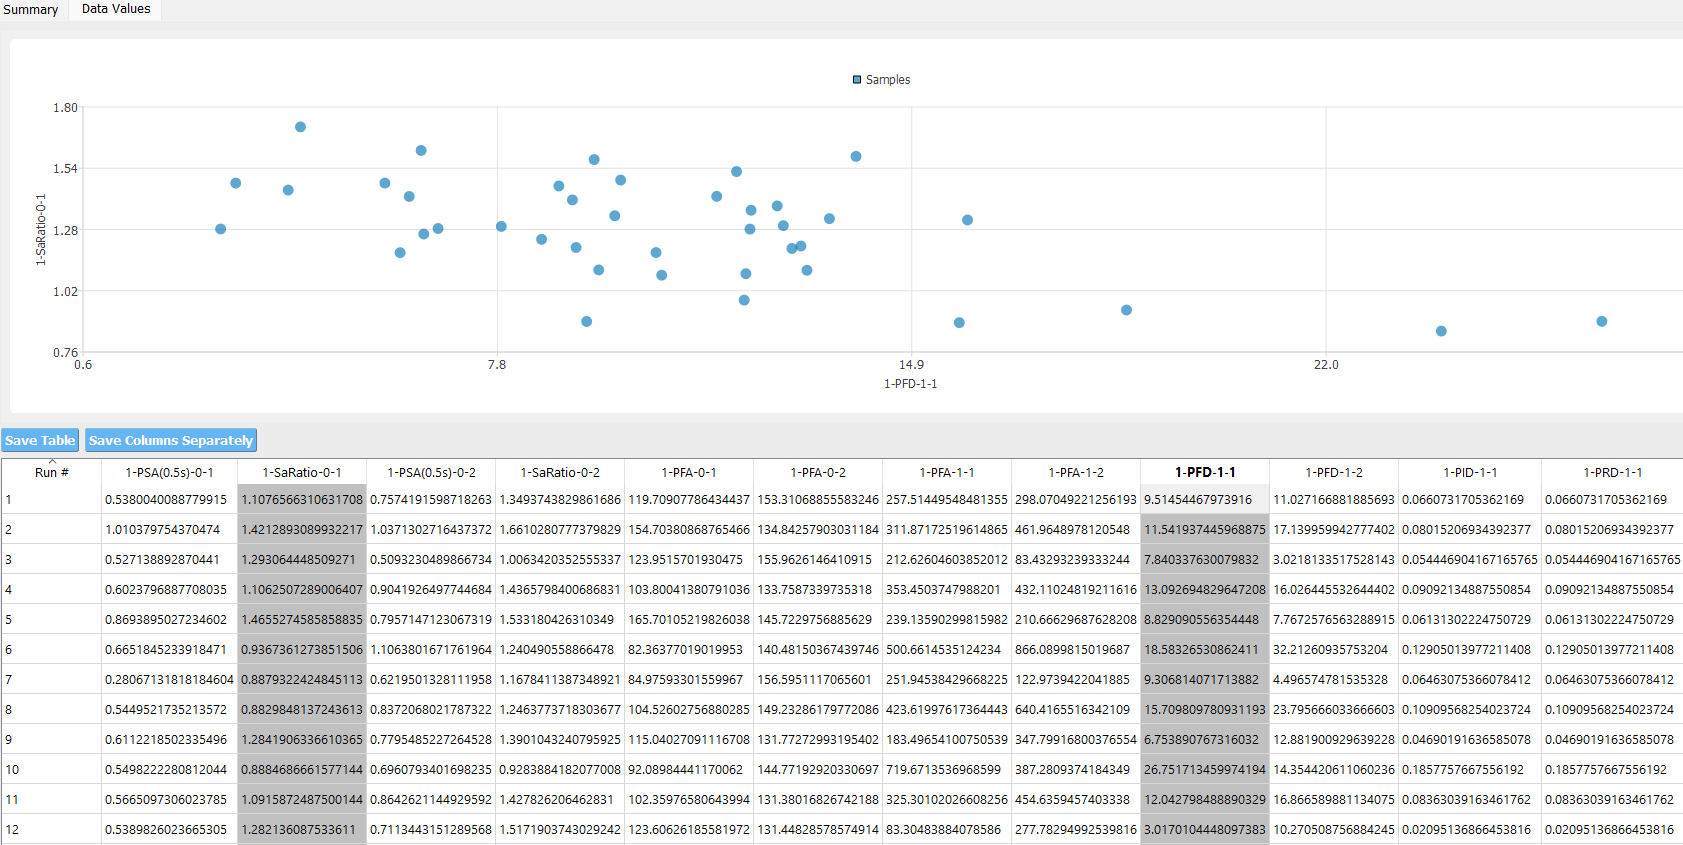 Summary Data Values
Samples
1.80
1.54
1.28
1.02
0.76
1-SaRatio-0-1
0.6 7.8 14.9 22.0
1-PFD-1-1
Save Table Save Columns Separately
Run # 1-PSA(0.5s)-0-1 1-SaRatio-0-1 1-PSA(0.5s)-0-2 1-SaRatio-0-2 1-PFA-0-1 1-PFA-0-2 1-PFA-1-1 1-PFA-1-2 1-PFD-1-1 1-PFD-1-2 1-PID-1-1 1-PRD-1-1
1 0.5380040088779915 1.1076566310631708 0.7574191598718263 1.3493743829861686 119.70907786434437 153.31068855583246 257.51449548481355 298.07049221256193 9.51454467973916 11.027166881885693 0.0660731705362169 0.0660731705362169
2 1.010379754370474 1.4212893089932217 1.0371302716437372 1.6610280777379829 154.70380868765466 134.84257903031184 311.87172519614865 461.9648978120548 11.541937445968875 17.139959942777402 0.08015206934392377 0.08015206934392377
3 0.527138892870441 1.293064448509271 0.5093230489866734 1.0063420352555337 123.9515701930475 155.9626146410915 212.62604603852012 83.43293239333244 7.840337630079832 3.0218133517528143 0.054446904167165765 0.054446904167165765
4 0.6023796887708035 1.1062507289006407 0.9041926497744684 1.4365798400686831 103.80041380791036 133.7587339735318 353.4503747988201 432.11024819211616 13.092694829647208 16.026445532644402 0.09092134887550854 0.09092134887550854
5 0.8693895027234602 1.4655274585858835 0.7957147123067319 1.533180426310349 165.70105219826038 145.7229756885629 239.13590299815982 210.66629687628208 8.829090556354448 7.7672576563288915 0.06131302224750729 0.06131302224750729
6 0.6651845233918471 0.9367361273851506 1.1063801671761964 1.240490558866478 82.36377019019953 140.48150367439746 500.6614535124234 866.0899815019687 18.58326530862411 32.21260935753204 0.12905013977211408 0.12905013977211408
7 0.28067131818184604 0.8879322424845113 0.6219501328111958 1.1678411387348921 84.97593301559967 156.5951117065601 251.94538429668225 122.9739422041885 9.306814071713882 4.496574781535328 0.06463075366078412 0.06463075366078412
8 0.5449521735213572 0.8829848137243613 0.8372068021787322 1.2463773718303677 104.52602756880285 149.23286179772086 423.61997617364443 640.4165516342109 15.709809780931193 23.795666033666603 0.10909568254023724 0.10909568254023724
9 0.6112218502335496 1.2841906336610365 0.7795485227264528 1.3901043240795925 115.04027091116708 131.77272993195402 183.49654100750539 347.79916800376554 6.753890767316032 12.881900929639228 0.04690191636585078 0.04690191636585078
10 0.5498222280812044 0.8884686661577144 0.6960793401698235 0.9283884182077008 92.08984441170062 144.77192920330697 719.6713536968599 387.2809374184349 26.751713459974194 14.354420611060236 0.1857757667556192 0.1857757667556192
11 0.5665097306023785 1.0915872487500144 0.8642621144929592 1.427826206462831 102.35976580643994 131.38016826742188 325.30102026608256 454.6359457403338 12.042798488890329 16.866589881134075 0.08363039163461762 0.08363039163461762
12 0.5389826023665305 1.282136087533611 0.7113443151289568 1.5171903743029242 123.60626185581972 131.44828578574914 83.30483884078586 277.78294992539816 3.0170104448097383 10.270508756884245 0.02095136866453816 0.02095136866453816